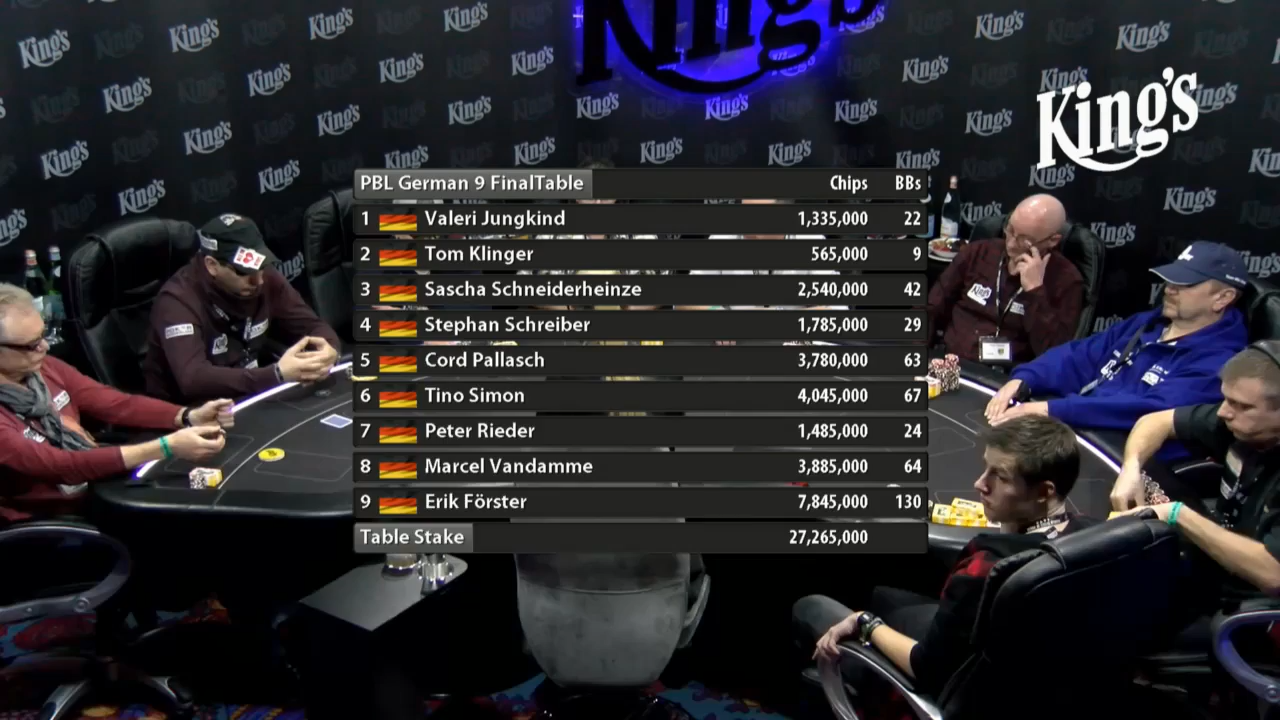 King's
King's
PBL German 9 FinalTable Chips BBs
1 Valeri Jungkind 1,335,000 22
2 Tom Klinger 565,000 9
3 Sascha Schneiderheinze 2,540,000 42
4 Stephan Schreiber 1,785,000 29
5 Cord Pallasch 3,780,000 63
6 Tino Simon 4,045,000 67
7 Peter Rieder 1,485,000 24
8 Marcel Vandamme 3,885,000 64
9 Erik Förster 7,845,000 130
Table Stake 27,265,000